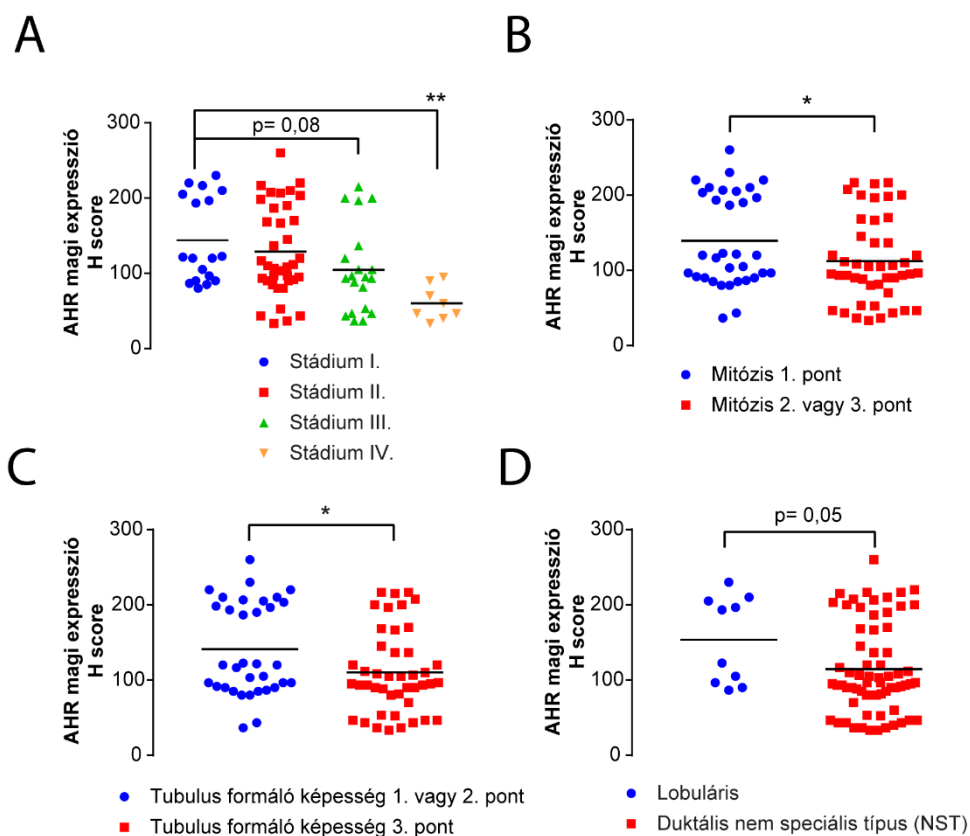 A
AHR magi expresszió
H score
300
200
100
0
p= 0,08
**
Stádium I.
Stádium II.
Stádium III.
Stádium IV.
B
AHR magi expresszió
H score
300
200
100
0
*
Mitózis 1. pont
Mitózis 2. vagy 3. pont
C
AHR magi expresszió
H score
300
200
100
0
*
Tubulus formáló képesség 1. vagy 2. pont
Tubulus formáló képesség 3. pont
D
AHR magi expresszió
H score
300
200
100
0
p= 0,05
Lobuláris
Duktális nem speciális típus (NST)